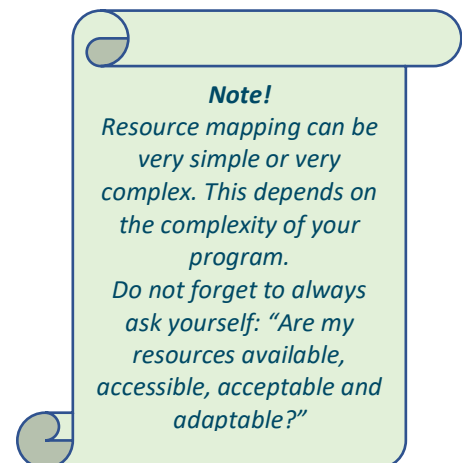 Note!
Resource mapping can be
very simple or very
complex. This depends on
the complexity of your
program.
Do not forget to always
ask yourself: “Are my
resources available,
accessible, acceptable and
adaptable?”